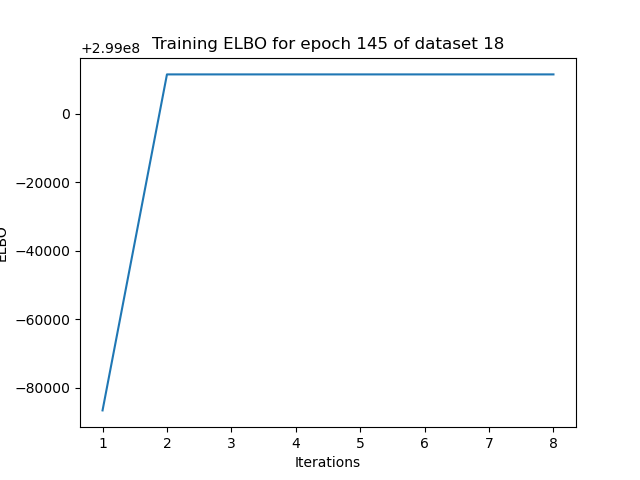 +2.99e8
Training ELBO for epoch 145 of dataset 18
0
−20000
−40000
−60000
−80000
ELBO
1 2 3 4 5 6 7 8
Iterations